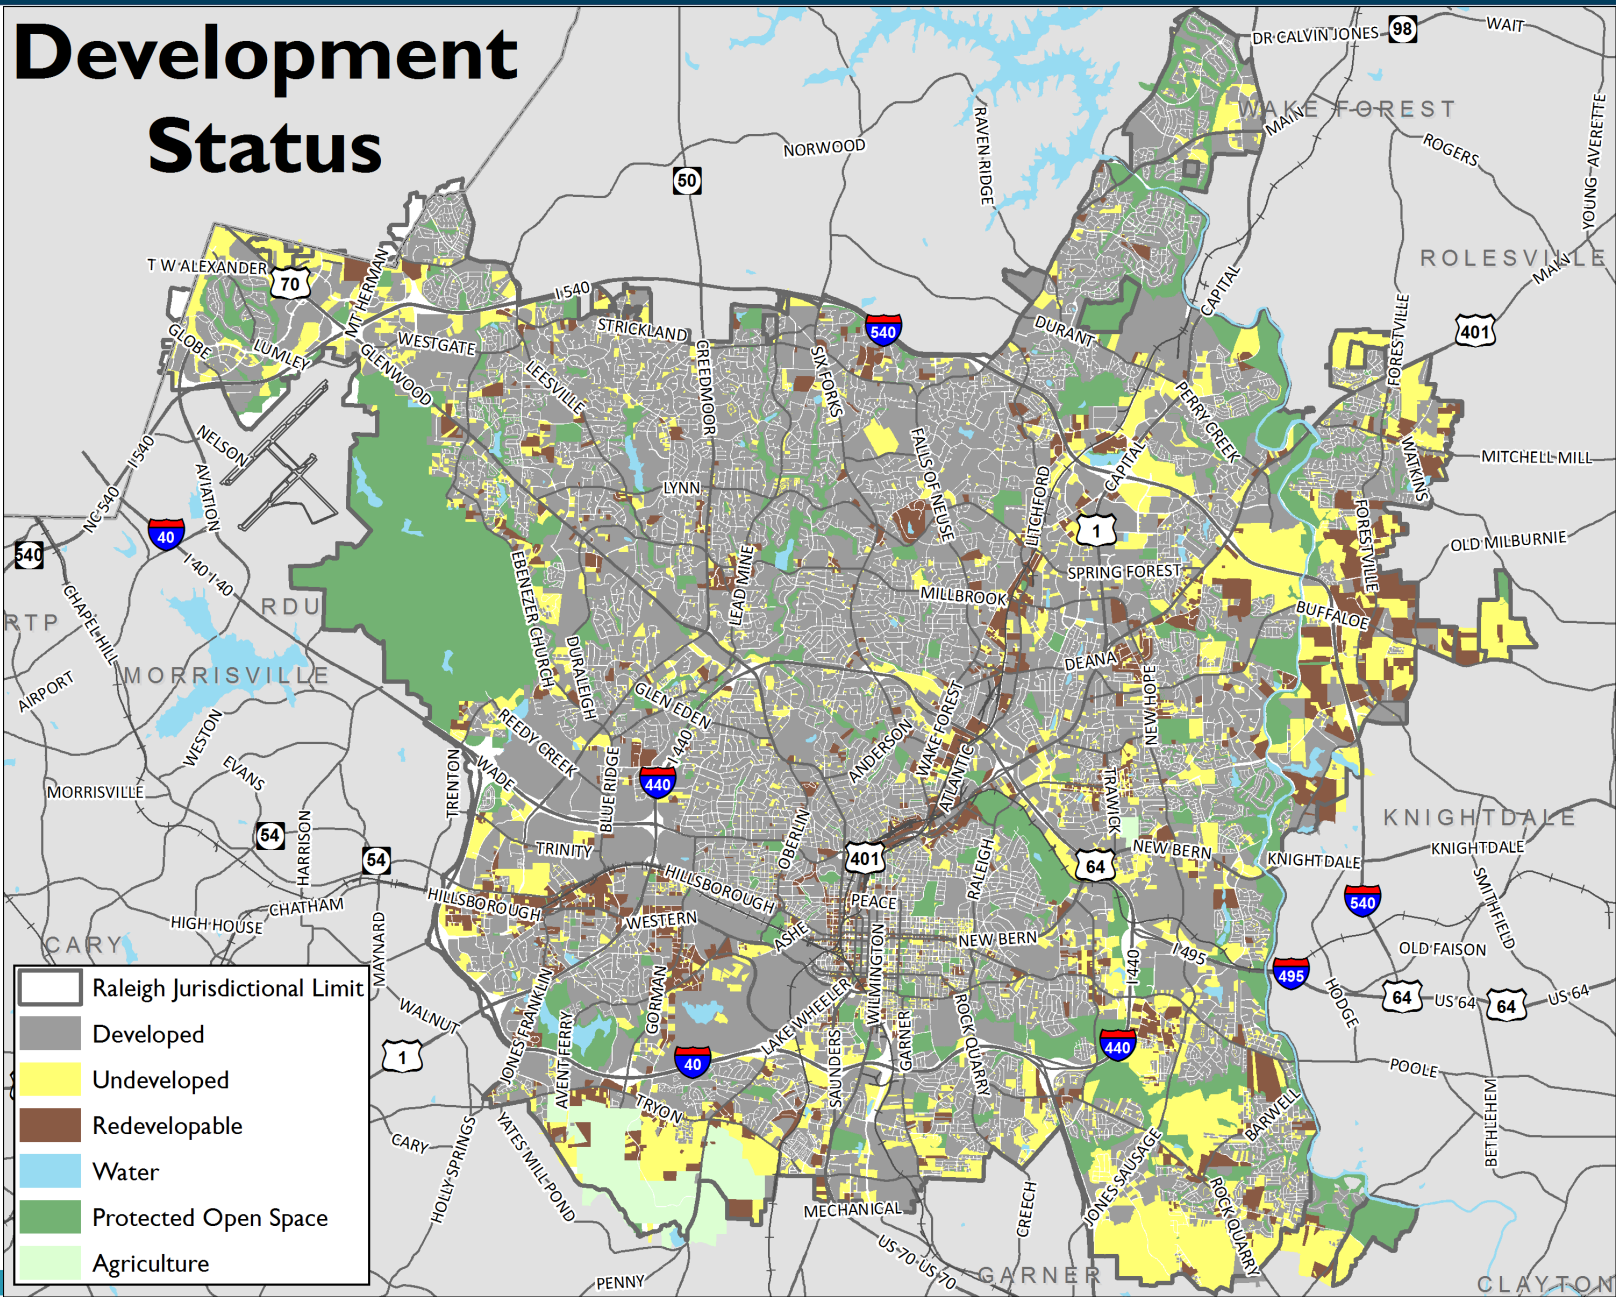 Development
Status
DR CALVIN JONES
98
WAIT
WAKE FOREST
MAIN
ROGERS
YOUNG-AVERETTE
RAVEN RIDGE
NORWOOD
50
ROLESVILLE
MAIN
T W ALEXANDER
70
MT HERMAN
I 540
CAPITAL
401
FORESTVILLE
GLOBE
LUMLEY
WESTGATE
GLENWOOD
STRICKLAND
540
DURANT
LEESVILLE
CREEDMOOR
SIX FORKS
PERRY CREEK
NELSON
I 540
AVIATION
FALLS OF NEUSE
CAPITAL
WATKINS
MITCHELL MILL
LYNN
LITCHFORD
NC 540
40
540
I 40
I 40
1
FORESTVILLE
OLD MILBURNIE
EBENEZER CHURCH
LEAD MINE
SPRING FOREST
MILLBROOK
BUFFALOE
CHAPEL HILL
RTP
RDU
DURALEIGH
DEANA
NEW HOPE
MORRISVILLE
AIRPORT
GLEN EDEN
WAKE FOREST
REEDY CREEK
I 440
ANDERSON
WESTON
EVANS
TRENTON
WADE
BLUE RIDGE
440
ATLANTIC
TRAWICK
MORRISVILLE
KNIGHTDALE
54
HARRISON
54
TRINITY
OBERLIN
401
RALEIGH
64
NEW BERN
KNIGHTDALE
KNIGHTDALE
SMITHFIELD
HILLSBOROUGH
HILLSBOROUGH
PEACE
540
CHATHAM
HIGH HOUSE
WESTERN
ASHE
NEW BERN
CARY
MAYNARD
WILMINGTON
I 440
I 495
OLD FAISON
495
HODGE
64
US 64
64
US 64
Raleigh Jurisdictional Limit
Developed
Undeveloped
Redevelopable
Water
Protected Open Space
Agriculture
WALNUT
JONES FRANKLIN
GORMAN
LAKE WHEELER
ROCK QUARRY
1
AVENT FERRY
40
SAUNDERS
GARNER
440
POOLE
BETHLEHEM
TRYON
BARWELL
CARY
HOLLY SPRINGS
YATES MILL POND
JONES SAUSAGE
MECHANICAL
CREECH
ROCK QUARRY
US 70
US 70
PENNY
GARNER
CLAYTON